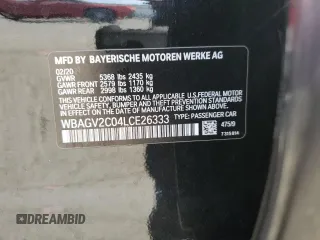 MFD BY BAYERISCHE MOTOREN WERKE AG
02/20
GVWR 5368 lbs 2435 kg
GAWR FRONT 2579 lbs 1170 kg
GAWR REAR 2998 lbs 1360 kg
THIS VEHICLE CONFORMS TO ALL APPLICABLE
U.S. FEDERAL MOTOR VEHICLE
SAFETY, BUMPER, AND THEFT PREVENTION STANDARDS
IN EFFECT ON THE DATE OF MANUFACTURE SHOWN ABOVE.
WBAGV2C04LCE26333 TYPE: PASSENGER CAR
475/9
DREAMBID